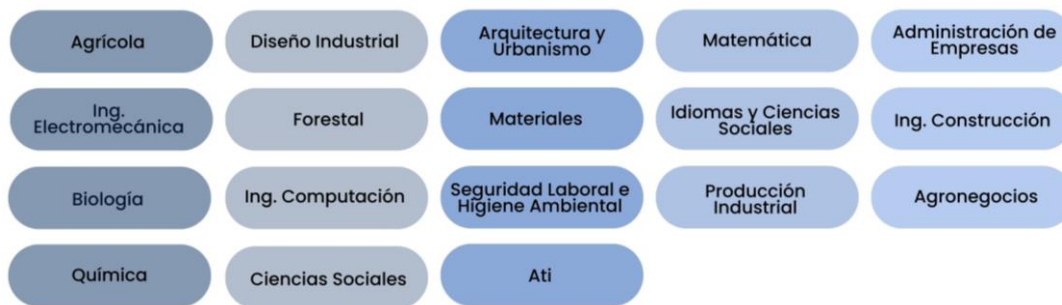 Agrícola
Diseño Industrial
Arquitectura y
Urbanismo
Matemática
Administración de
Empresas
Ing.
Electromecánica
Forestal
Materiales
Idiomas y Ciencias
Sociales
Ing. Construcción
Biología
Ing. Computación
Seguridad Laboral e
Higiene Ambiental
Producción
Industrial
Agronegocios
Química
Ciencias Sociales
Ati